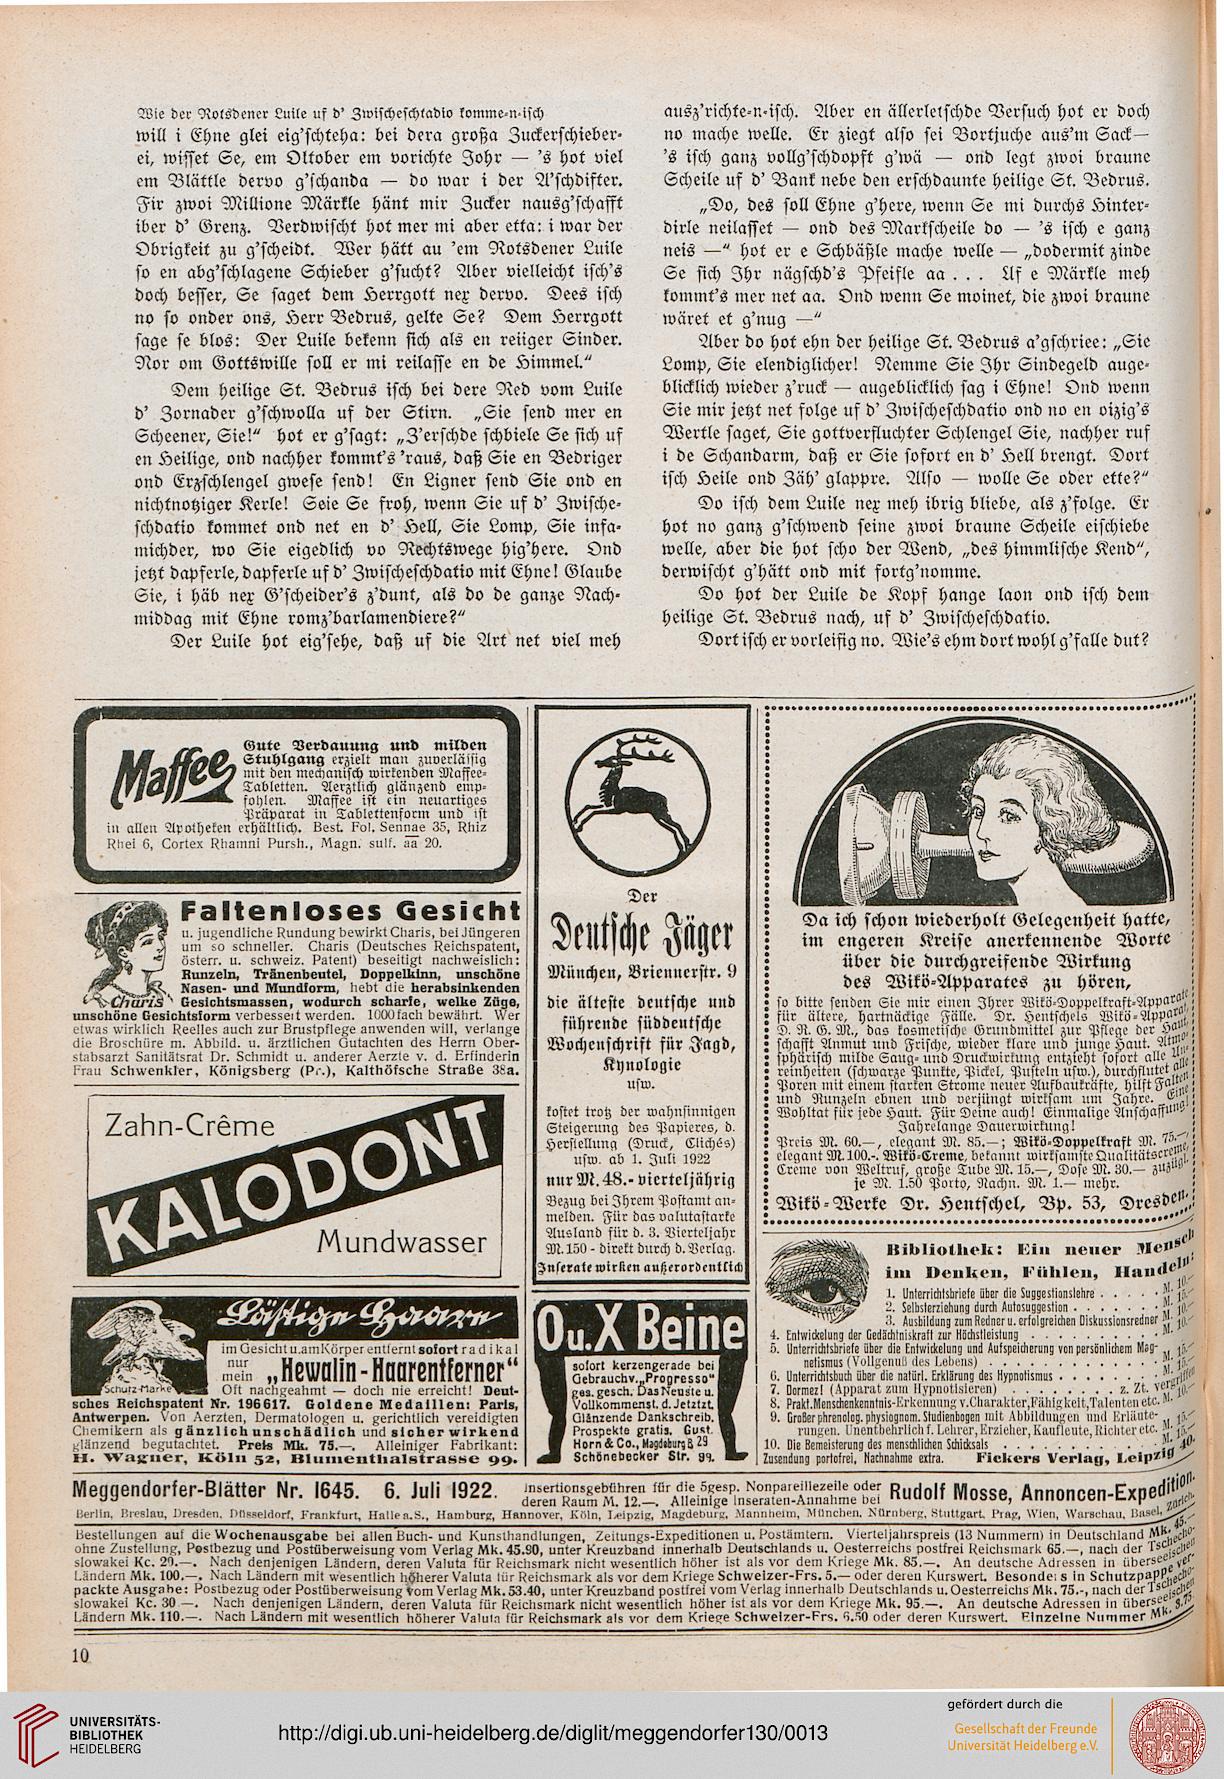 Wie der Rotsdener Luile uf d' Zwischeschtadio komme-n-isch
will i Ehne glei eig'schteha: bei dera großa Zuckerschieber-
ei, wisset Se, em Oktober em vorichte Johr — 's hot viel
em Blättle dervo g'schanda — do war i der A'schdifter.
Fir zwoi Millione Märkle hänt mir Zucker nausg'schafft
iber d' Grenz. Verdwischt hot mer mi aber etta: i war der
Obrigkeit zu g'scheidt. Wer hätt au 'em Rotsdener Luile
so en abg'schlagene Schieber g'sucht? Aber vielleicht isch's
doch besser, Se saget dem Herrgott nex dervo. Dees isch
no so onder ons, Herr Bedrus, gelte Se? Dem Herrgott
sage se blos: Der Luile bekenn sich als en reiiger Sinder.
Nor om Gottswille soll er mi reilasse en de Himmel."
Dem heilige St. Bedrus isch bei dere Red vom Luile
d' Zornader g'schwolla uf der Stirn. „Sie send mer en
Scheener, Sie!" hot er g'sagt: „Z'erschde schbiele Se sich uf
en Heilige, ond nachher kommt's 'raus, daß Sie en Bedriger
ond Erzschlengel gwese send! En Ligner send Sie ond en
nichtnotziger Kerle! Seie Se froh, wenn Sie uf d' Zwische-
schdatio kommet ond net en d' Hell, Sie Lomp, Sie infa-
michder, wo Sie eigedlich vo Rechtswege hig'here. Ond
jetzt dapferle, dapferle uf d' Zwischeschdatio mit Ehne! Glaube
Sie, i häb nex G'scheider's z'dunt, als do de ganze Nach-
middag mit Ehne romz'barlamendiere?"
Der Luile hot eig'sehe, daß uf die Art net viel meh
ausz'richte-n-isch. Aber en ällerletschde Versuch hot er doch
no mache welle. Er ziegt also sei Vortjuche aus'm Sack—
's isch ganz vollg'schdopft g'wä — ond legt zwoi braune
Scheile uf d' Bank nebe den erschdaunte heilige St. Bedrus.
„Do, des soll Ehne g'here, wenn Se mi durchs Hinter-
dirle neilasset — ond des Markscheile do — 's isch e ganz
neis —" hot er e Schbäßle mache welle — „dodermit zinde
Se sich Ihr nägschd's Pfeifle aa . . . Uf e Märkle meh
kommt's mer net aa. Ond wenn Se moinet, die zwoi braune
wäret et g'nug —"
Aber do hot ehn der heilige St. Bedrus a'gschriee: „Sie
Lomp, Sie elendiglicher! Nemme Sie Ihr Sindegeld auge-
blicklich wieder z'ruck — augeblicklich sag i Ehne! Ond wenn
Sie mir jetzt net folge uf d' Zwischeschdatio ond no en oizig's
Wertle saget, Sie gottverfluchter Schlengel Sie, nachher ruf
i de Schandarm, daß er Sie sofort en d' Hell brengt. Dort
isch Heile ond Zäh' glappre. Also — wolle Se oder ette?"
Do isch dem Luile nex meh ibrig bliebe, als z'folge. Er
hot no ganz g'schwend seine zwoi braune Scheile eischiebe
welle, aber die hot scho der Wend, „des himmlische Kend",
derwischt g'hätt ond mit fortg'nomme.
Do hot der Luile de Kopf hange laon ond isch dem
heilige St. Bedrus nach, uf d' Zwischeschdatio.
Dort isch er vorleifig no. Wie's ehm dort wohl g'falle dut?
Maffee
Gute Verdauung und milden
Stuhlgang erzielt man zuverlässig
mit den mechanisch wirkenden Maffee-
Tabletten. Aerztlich glänzend emp-
fohlen. Maffee ist ein neuartiges
Präparat in Tablettenform und ist
in allen Apotheken erhältlich. Best. Fol. Sennae 35, Rhiz
Rhei 6, Cortex Rhamni Pursh., Magn. sulf. aa 20.
Faltenloses Gesicht
u. jugendliche Rundung bewirkt Charis, bei Jüngeren
um so schneller. Charis (Deutsches Reichspatent,
österr. u. schweiz. Patent) beseitigt nachweislich:
Runzeln, Tränenbeutel, Doppelkinn, unschöne
Nasen- und Mundform, hebt die herabsinkenden
Charis Gesichtsmassen, wodurch scharfe, welke Züge,
unschöne Gesichtsform verbessert werden. 1000fach bewährt. Wer
etwas wirklich Reelles auch zur Brustpflege anwenden will, verlange
die Broschüre m. Abbild. u. ärztlichen Gutachten des Herrn Ober-
stabsarzt Sanitätsrat Dr. Schmidt u. anderer Aerzte v. d. Erfinderin
Frau Schwenkler, Königsberg (Pr.), Kalthöfsche Straße 38a.
Zahn-Crême
KALODONT
Mundwasser
Lästige Haare
im Gesicht u. am Körper entfernt sofort radikal
nur
mein „Hewalin-Haarentferner"
Schutz-Marke
Oft nachgeahmt — doch nie erreicht! Deut-
sches Reichspatent Nr. 196617. Goldene Medaillen: Paris,
Antwerpen. Von Aerzten, Dermatologen u. gerichtlich vereidigten
Chemikern als gänzlich unschädlich und sicher wirkend
glänzend begutachtet. Preis Mk. 75.—. Alleiniger Fabrikant:
H. Wagner, Köln 52, Blumenthalstrasse 99.
Der
Deutsche Jäger
München, Briennerstr. 9
die älteste deutsche und
führende süddeutsche
Wochenschrift für Jagd,
Kynologie
usw.
kostet trotz der wahnsinnigen
Steigerung des Papieres, d.
Herstellung (Druck, Clichés)
usw. ab 1. Juli 1922
nur M. 48.- vierteljährig
Bezug bei Ihrem Postamt an-
melden. Für das valutastarke
Ausland für d. 3. Vierteljahr
M. 150 - direkt durch d. Verlag.
Inserate wirken außerordentlich
O u. X Beine
sofort kerzengerade bei
Gebrauch v. „Progresso"
ges. gesch. Das Neuste u.
Vollkommenst. d. Jetztzt.
Glänzende Dankschreib.
Prospekte gratis. Gust.
Horn & Co., Magdeburg B 29
Schönebecker Str. 99.
Da ich schon wiederholt Gelegenheit hatte,
im engeren Kreise anerkennende Worte
über die durchgreifende Wirkung
des Wikö-Apparates zu hören,
so bitte senden Sie mir einen Ihrer Wikö-Doppelkraft-Apparate
für ältere, hartnäckige Fälle. Dr. Hentschels Wikö-Apparat,
D. R. G. M., das kosmetische Grundmittel zur Pflege der Haut,
schafft Anmut und Frische, wieder klare und junge Haut. Atmo-
sphärisch milde Saug- und Druckwirkung entzieht sofort alle Un-
reinheiten (schwarze Punkte, Pickel, Pusteln usw.), durchflutet alle
Poren mit einem starken Strome neuer Aufbaukräfte, hilft Falten
und Runzeln ebnen und verjüngt wirksam um Jahre. Eine
Wohltat für jede Haut. Für Deine auch! Einmalige Anschaffung!
Jahrelange Dauerwirkung!
Preis M. 60.—, elegant M. 85.—; Wikö-Doppelkraft M. 75.—,
elegant M. 100.-. Wikö-Creme, bekannt wirksamste Qualitätscreme,
Creme von Weltruf, große Tube M. 15.—, Dose M. 30.— zuzügl.
je M. 1.50 Porto, Nachn. M. 1.— mehr.
Wikö-Werke Dr. Hentschel, Bp. 53, Dresden.
Bibliothek: Ein neuer Mensch
im Denken, Fühlen, Handeln:
1. Unterrichtsbriefe über die Suggestionslehre . . . . . M. 10.-
2. Selbsterziehung durch Autosuggestion . . . . . M. 15.-
3. Ausbildung zum Redner u. erfolgreichen Diskussionsredner M. 10.-
4. Entwickelung der Gedächtniskraft zur Höchstleistung . . . . . M. 10.-
5. Unterrichtsbriefe über die Entwickelung und Aufspeicherung von persönlichem Mag-
netismus (Vollgenuß des Lebens) . . . . . M. 15.-
6. Unterrichtsbuch über die natürl. Erklärung des Hypnotismus . . . . . M. 15.-
7. Dormez! (Apparat zum Hypnotisieren) . . . . . z. Zt. vergriffen
8. Prakt. Menschenkenntnis-Erkennung v. Charakter, Fähigkeit, Talenten etc. M. 10.-
9. Großer phrenolog. physiognom. Studienbogen mit Abbildungen und Erläute-
rungen. Unentbehrlich f. Lehrer, Erzieher, Kaufleute, Richter etc. M. 15.-
10. Die Bemeisterung des menschlichen Schicksals . . . . . M. 15.-
Zusendung portofrei, Nachnahme extra. Fickers Verlag, Leipzig 40.
Meggendorfer-Blätter Nr. 1645. 6. Juli 1922. Insertionsgebühren für die 5gesp. Nonpareillezeile oder
deren Raum M. 12.—. Alleinige Inseraten-Annahme bei Rudolf Mosse, Annoncen-Expedition.
Berlin, Breslau, Dresden, Düsseldorf, Frankfurt, Halle a. S., Hamburg, Hannover, Köln, Leipzig, Magdeburg, Mannheim, München, Nürnberg, Stuttgart, Prag, Wien, Warschau, Basel, Zürich.
Bestellungen auf die Wochenausgabe bei allen Buch- und Kunsthandlungen, Zeitungs-Expeditionen u. Postämtern. Vierteljahrspreis (13 Nummern) in Deutschland Mk. 45.—
ohne Zustellung, Postbezug und Postüberweisung vom Verlag Mk. 45.90, unter Kreuzband innerhalb Deutschlands u. Oesterreichs postfrei Reichsmark 65.—, nach der Tschecho-
slowakei Kc. 29.—. Nach denjenigen Ländern, deren Valuta für Reichsmark nicht wesentlich höher ist als vor dem Kriege Mk. 85.—. An deutsche Adressen in überseeischen
Ländern Mk. 100.—. Nach Ländern mit wesentlich höherer Valuta für Reichsmark als vor dem Kriege Schweizer-Frs. 5.— oder deren Kurswert. Besonders in Schutzpappe ver-
packte Ausgabe: Postbezug oder Postüberweisung vom Verlag Mk. 53.40, unter Kreuzband postfrei vom Verlag innerhalb Deutschlands u. Oesterreichs Mk. 75.-, nach der Tschecho-
slowakei Kc. 30.—. Nach denjenigen Ländern, deren Valuta für Reichsmark nicht wesentlich höher ist als vor dem Kriege Mk. 95.—. An deutsche Adressen in überseeischen
Ländern Mk. 110.—. Nach Ländern mit wesentlich höherer Valuta für Reichsmark als vor dem Kriege Schweizer-Frs. 6.50 oder deren Kurswert. Einzelne Nummer Mk. 3.75.
10
UNIVERSITÄTS-
BIBLIOTHEK
HEIDELBERG
http://digi.ub.uni-heidelberg.de/diglit/meggendorfer130/0013
gefördert durch die
Gesellschaft der Freunde
Universität Heidelberg e.V.